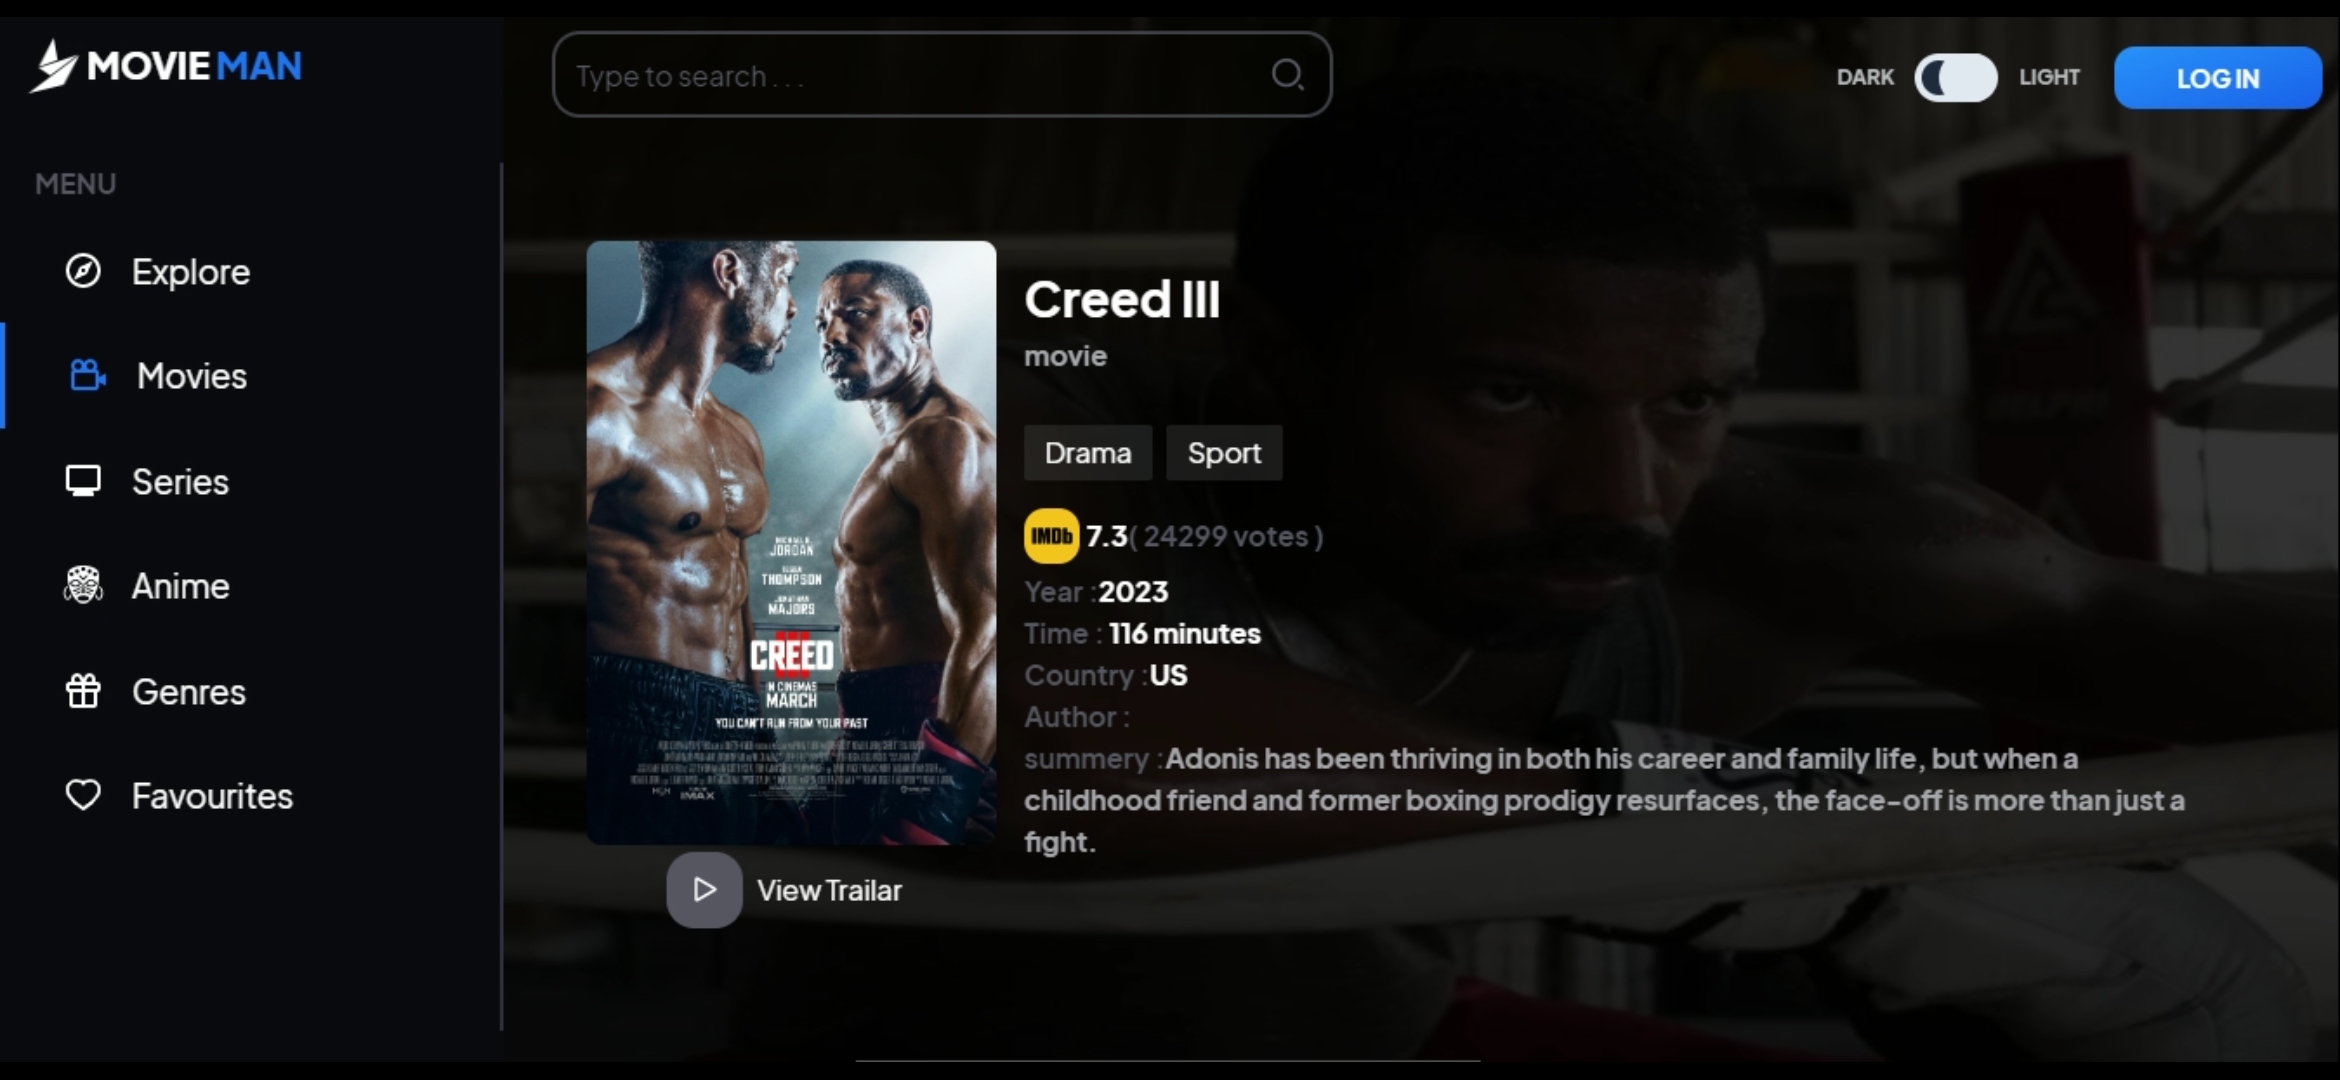 MOVIE MAN
Type to search . . .
DARK
LIGHT
LOG IN
MENU
Explore
Movies
Series
Anime
Genres
Favourites
JORDAN
THOMPSON
MAJORS
CREED
III
IN CINEMAS
MARCH
YOU CAN'T RUN FROM YOUR PAST
IMAX
View Trailar
Creed III
movie
Drama
Sport
IMDb 7.3( 24299 votes )
Year :2023
Time : 116 minutes
Country :US
Author :
summery :Adonis has been thriving in both his career and family life, but when a
childhood friend and former boxing prodigy resurfaces, the face-off is more than just a
fight.